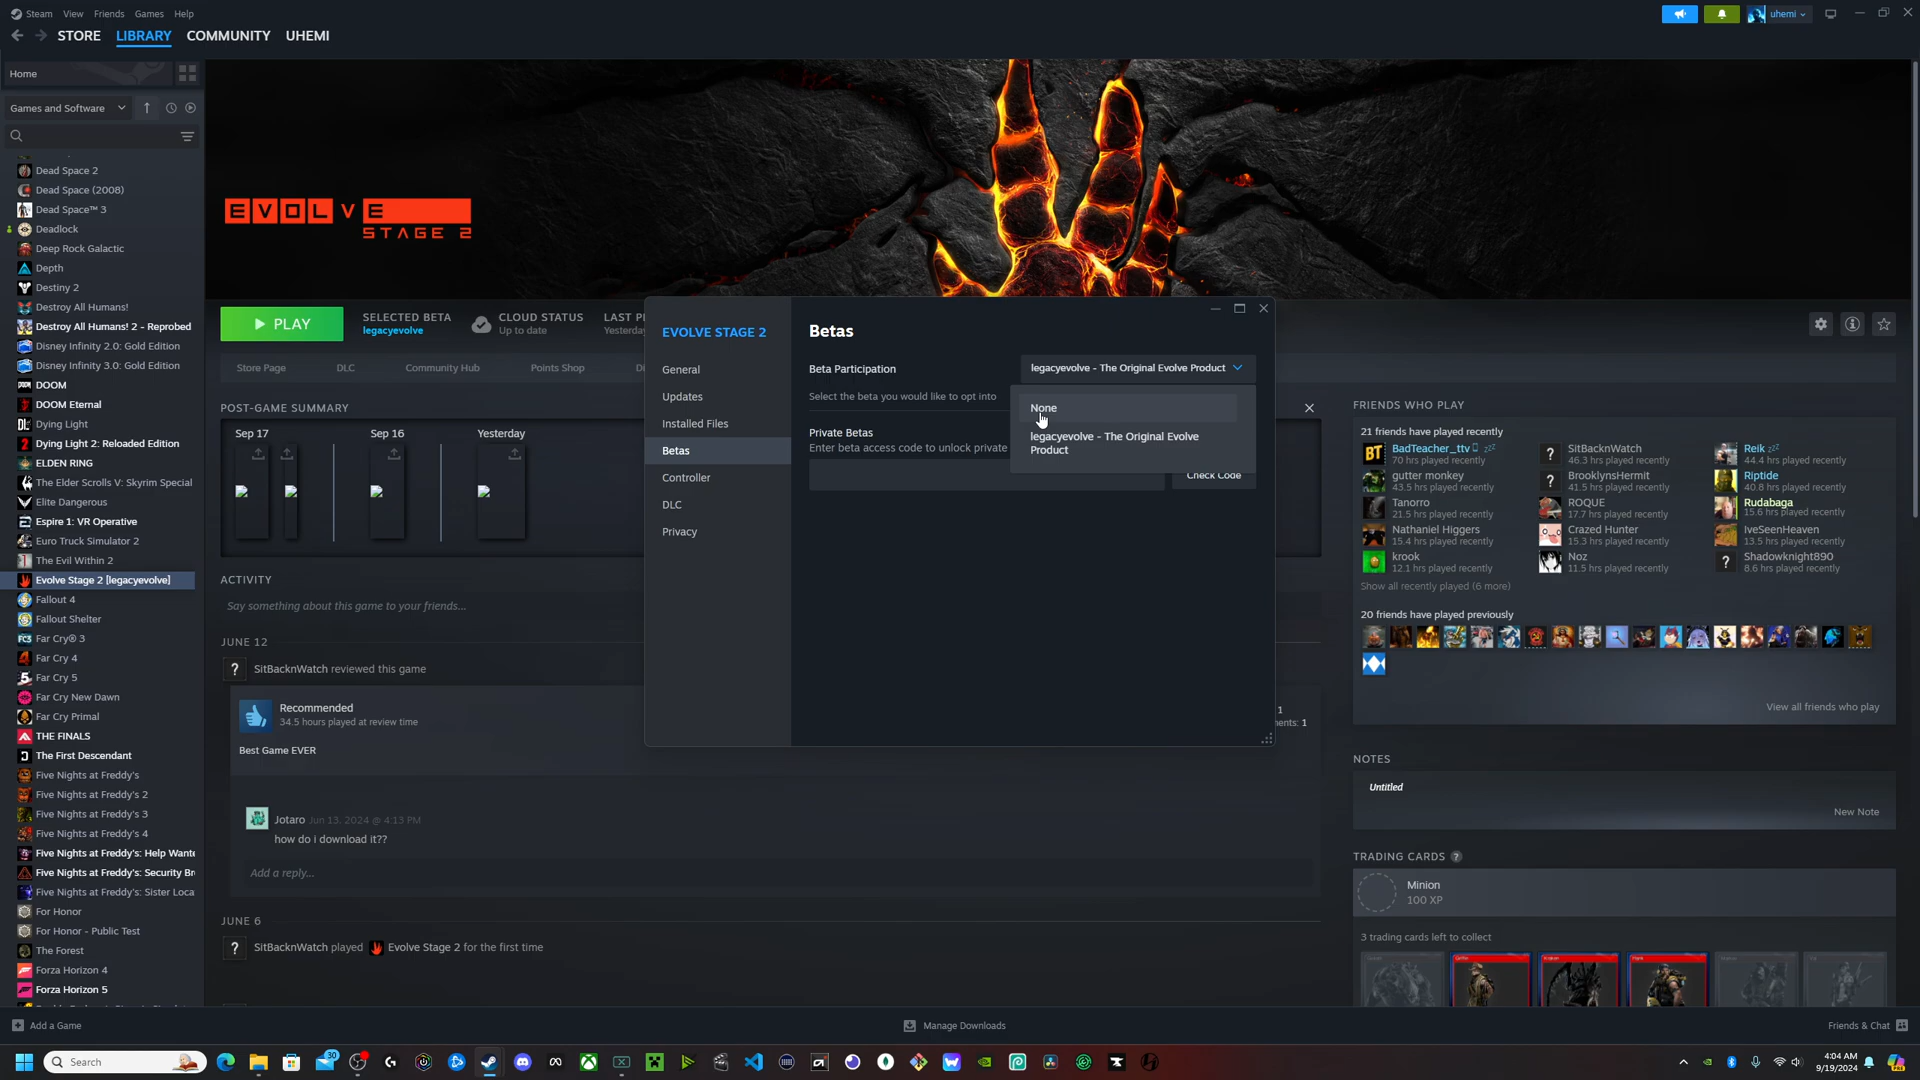 Steam View Friends Games Help
uhemi
STORE LIBRARY COMMUNITY UHEMI
Home
Games and Software
Dead Space 2
Dead Space (2008)
Dead Space™ 3
Deadlock
Deep Rock Galactic
Depth
Destiny 2
Destroy All Humans!
Destroy All Humans! 2 - Reprobed
Disney Infinity 2.0: Gold Edition
Disney Infinity 3.0: Gold Edition
DOOM
DOOM Eternal
Dying Light
Dying Light 2: Reloaded Edition
ELDEN RING
The Elder Scrolls V: Skyrim Special
Elite Dangerous
Espire 1: VR Operative
Euro Truck Simulator 2
The Evil Within 2
Evolve Stage 2 [legacyevolve]
Fallout 4
Fallout Shelter
Far Cry® 3
Far Cry 4
Far Cry 5
Far Cry New Dawn
Far Cry Primal
THE FINALS
The First Descendant
Five Nights at Freddy's
Five Nights at Freddy's 2
Five Nights at Freddy's 3
Five Nights at Freddy's 4
Five Nights at Freddy's: Help Wante
Five Nights at Freddy's: Security Br
Five Nights at Freddy's: Sister Loca
For Honor
For Honor - Public Test
The Forest
Forza Horizon 4
Forza Horizon 5
EVOLVE
STAGE 2
PLAY
SELECTED BETA
legacyevolve
CLOUD STATUS
Up to date
LAST P
Yesterday
Store Page DLC Community Hub Points Shop Di
POST-GAME SUMMARY
Sep 17 Sep 16 Yesterday
ACTIVITY
Say something about this game to your friends...
JUNE 12
SitBacknWatch reviewed this game
Recommended
34.5 hours played at review time
Best Game EVER
1
nents: 1
Jotaro Jun 13, 2024 @ 4:13 PM
how do i download it??
Add a reply...
JUNE 6
SitBacknWatch played Evolve Stage 2 for the first time
EVOLVE STAGE 2
General
Updates
Installed Files
Betas
Controller
DLC
Privacy
Betas
Beta Participation
legacyevolve - The Original Evolve Product
Select the beta you would like to opt into
None
legacyevolve - The Original Evolve
Product
Private Betas
Enter beta access code to unlock private
Check Code
FRIENDS WHO PLAY
21 friends have played recently
BadTeacher_ttv
70 hrs played recently
SitBacknWatch
46.3 hrs played recently
Reik
44.4 hrs played recently
gutter monkey
43.5 hrs played recently
BrooklynsHermit
41.5 hrs played recently
Riptide
40.8 hrs played recently
Tanorro
21.5 hrs played recently
ROQUE
17.7 hrs played recently
Rudabaga
15.6 hrs played recently
Nathaniel Higgers
15.4 hrs played recently
Crazed Hunter
15.3 hrs played recently
IveSeenHeaven
13.5 hrs played recently
krook
12.1 hrs played recently
Noz
11.5 hrs played recently
Shadowknight890
8.6 hrs played recently
Show all recently played (6 more)
20 friends have played previously
View all friends who play
NOTES
Untitled
New Note
TRADING CARDS ?
Minion
100 XP
3 trading cards left to collect
Add a Game
Manage Downloads
Friends & Chat
Search
30
4:04 AM
9/19/2024